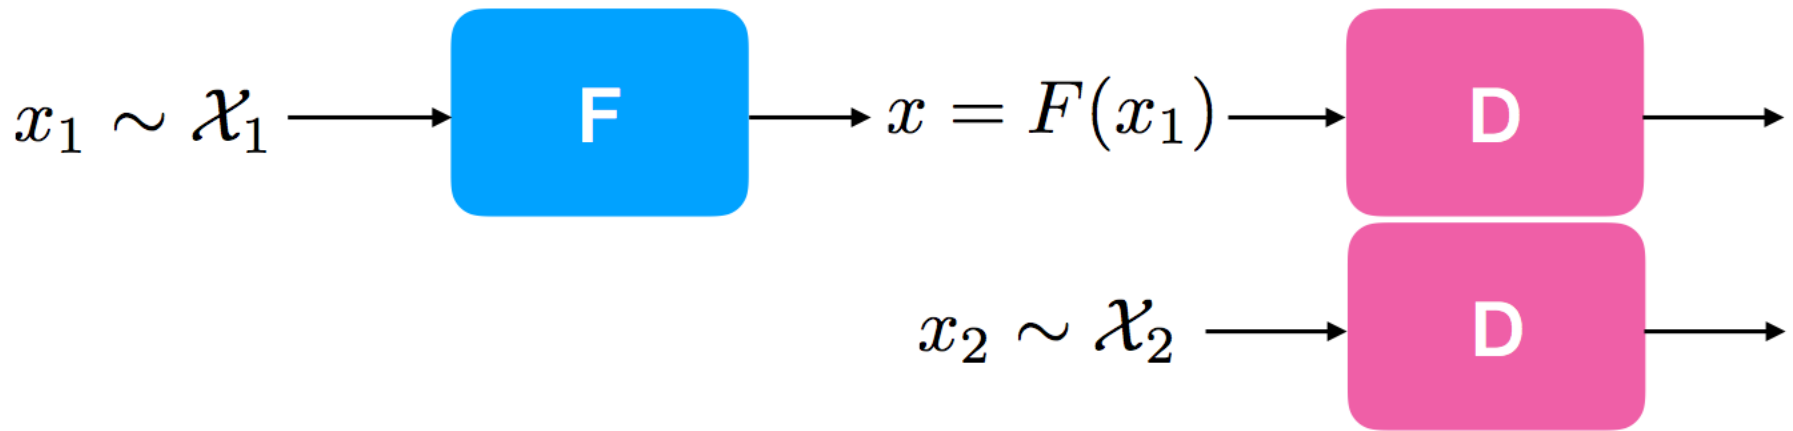 x₁ ∼ 𝒳₁ F x = F(x₁) D
x₂ ∼ 𝒳₂ D